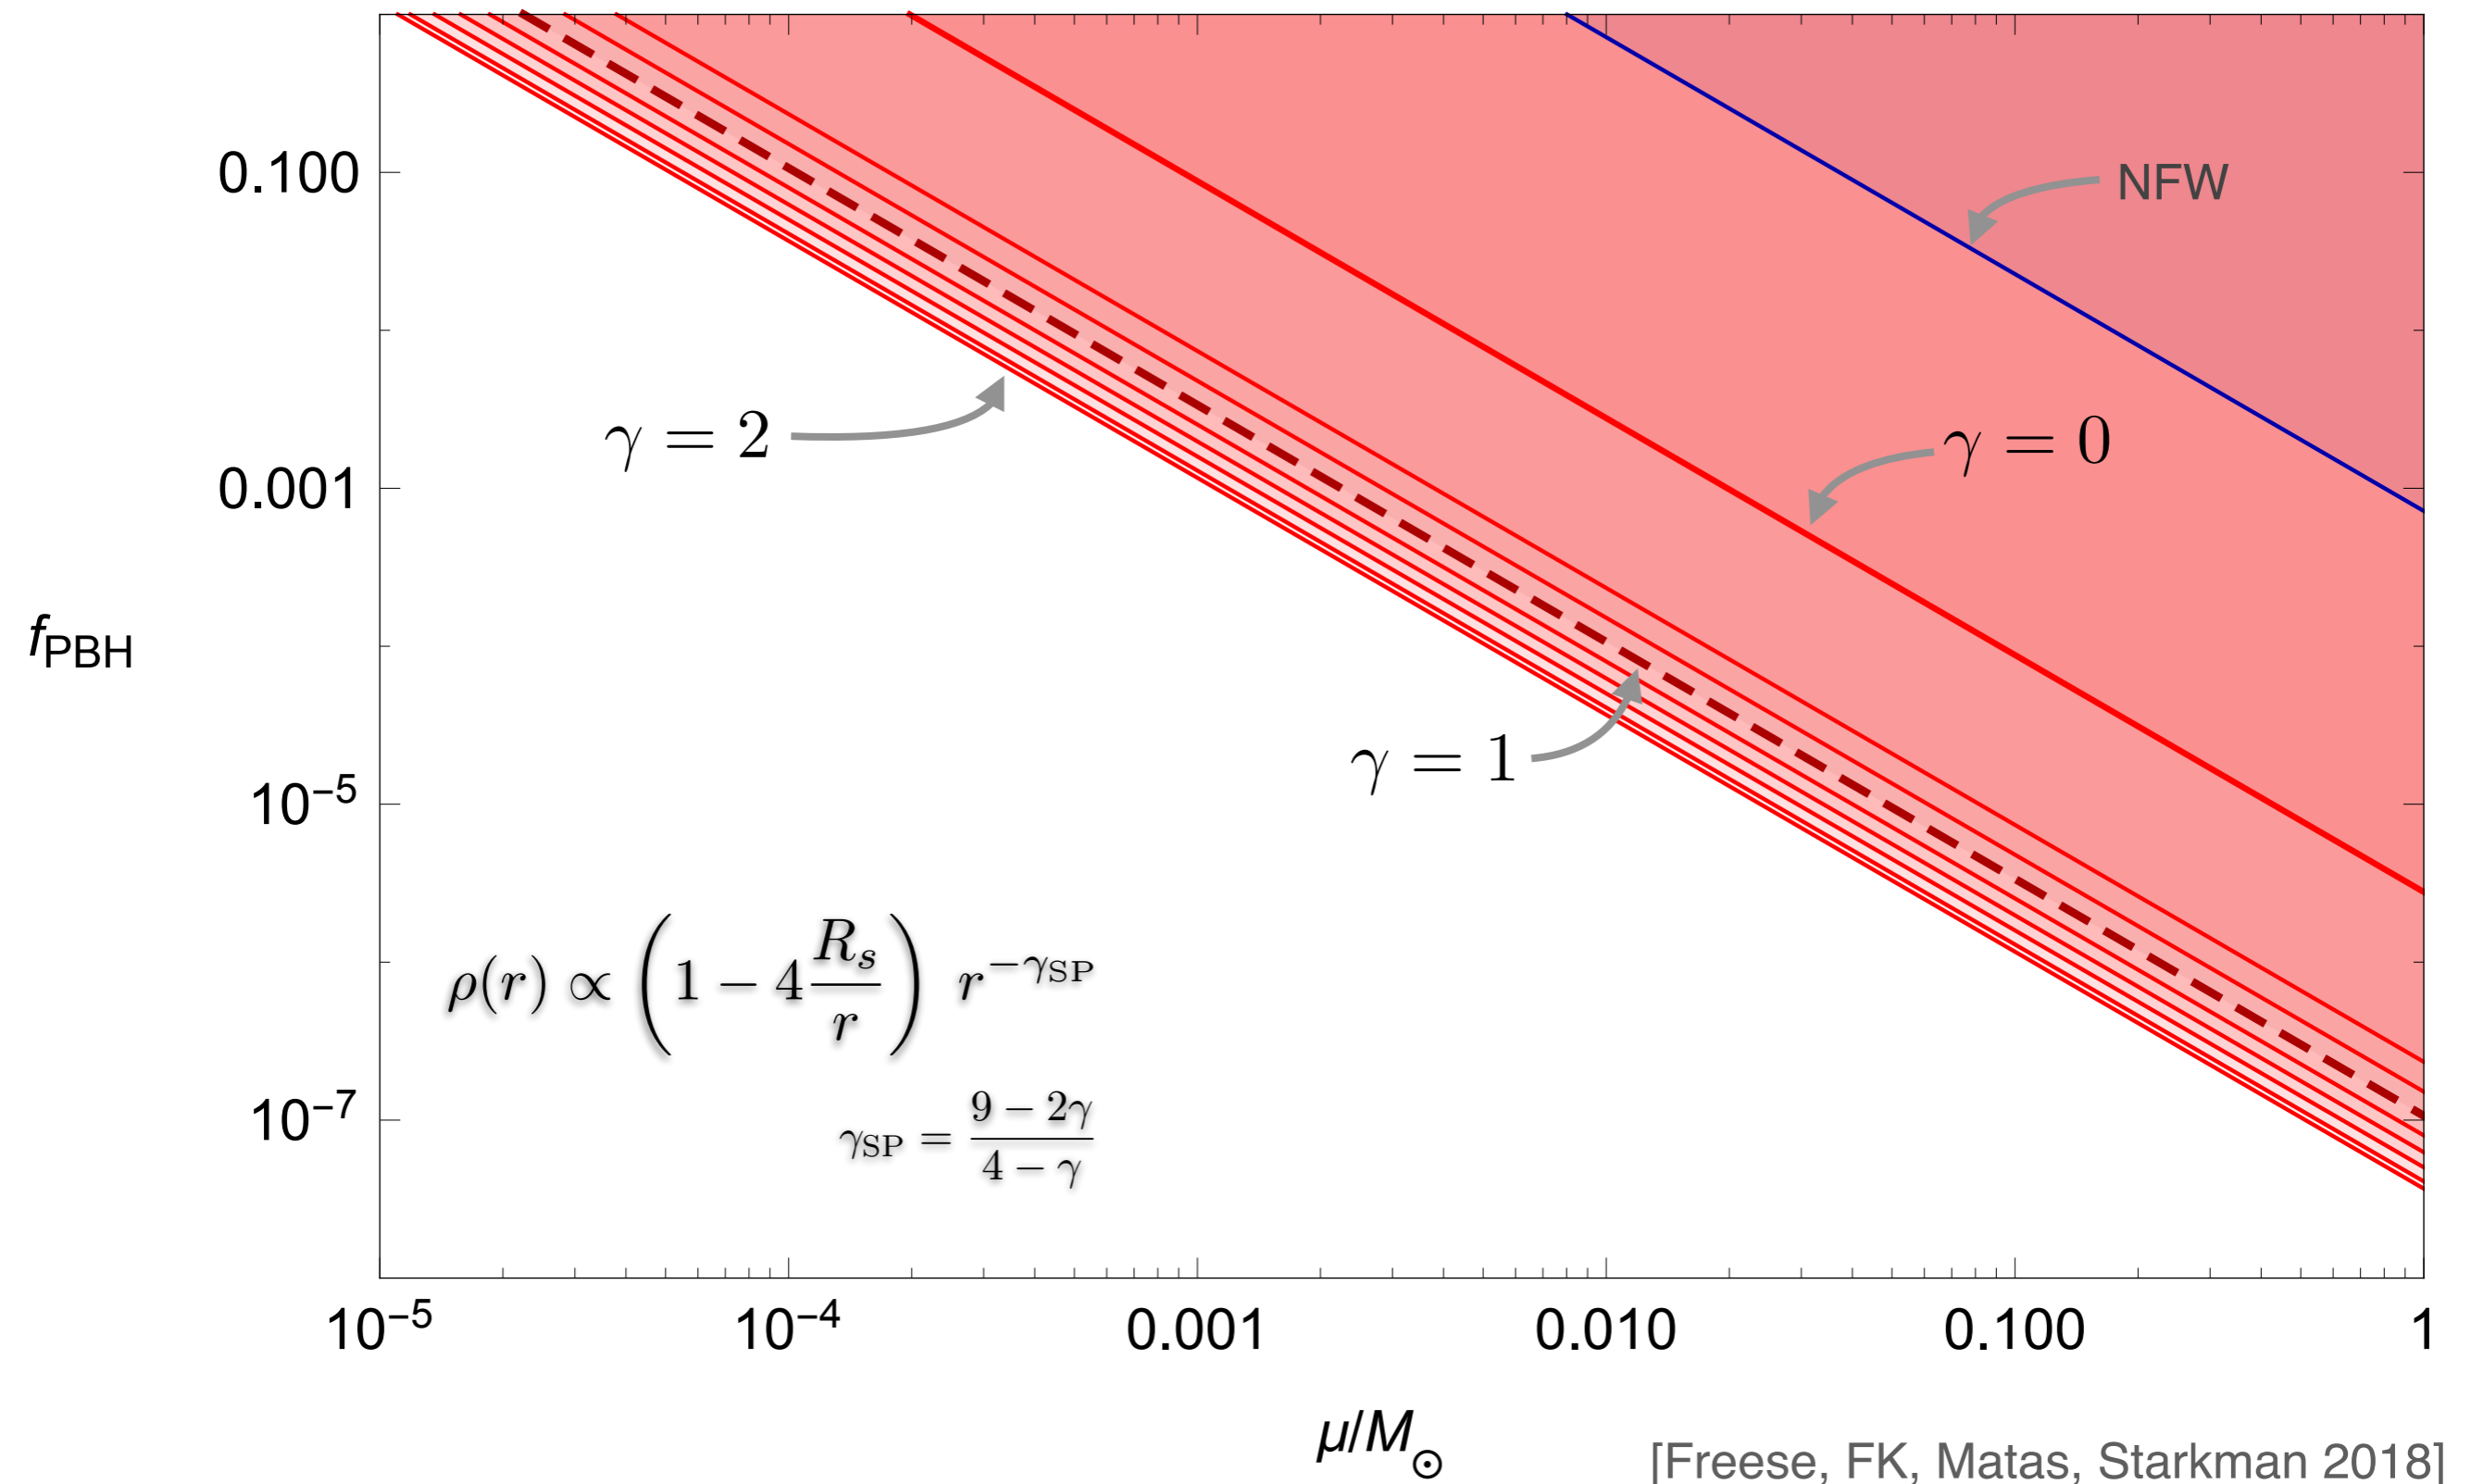 0.100
NFW
γ = 2
γ = 0
0.001
f_PBH
γ = 1
10⁻⁵
ρ(r) ∝ (1 − 4 R_s/r) r^{−γ_SP}
10⁻⁷
γ_SP = (9 − 2γ)/(4 − γ)
10⁻⁵ 10⁻⁴ 0.001 0.010 0.100 1
μ/M_⊙
[Freese, FK, Matas, Starkman 2018]